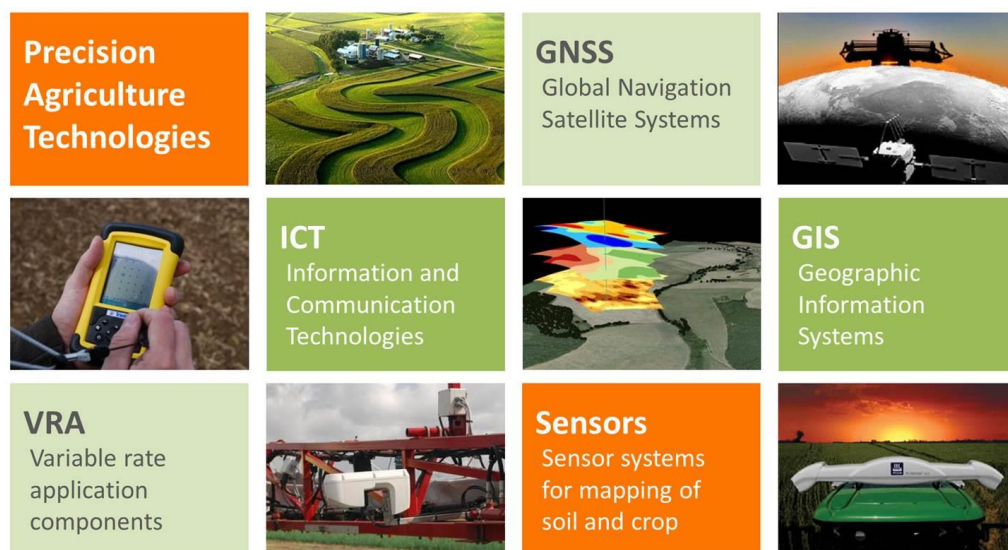 Precision
Agriculture
Technologies
GNSS
Global Navigation
Satellite Systems
ICT
Information and
Communication
Technologies
GIS
Geographic
Information
Systems
VRA
Variable rate
application
components
Sensors
Sensor systems
for mapping of
soil and crop